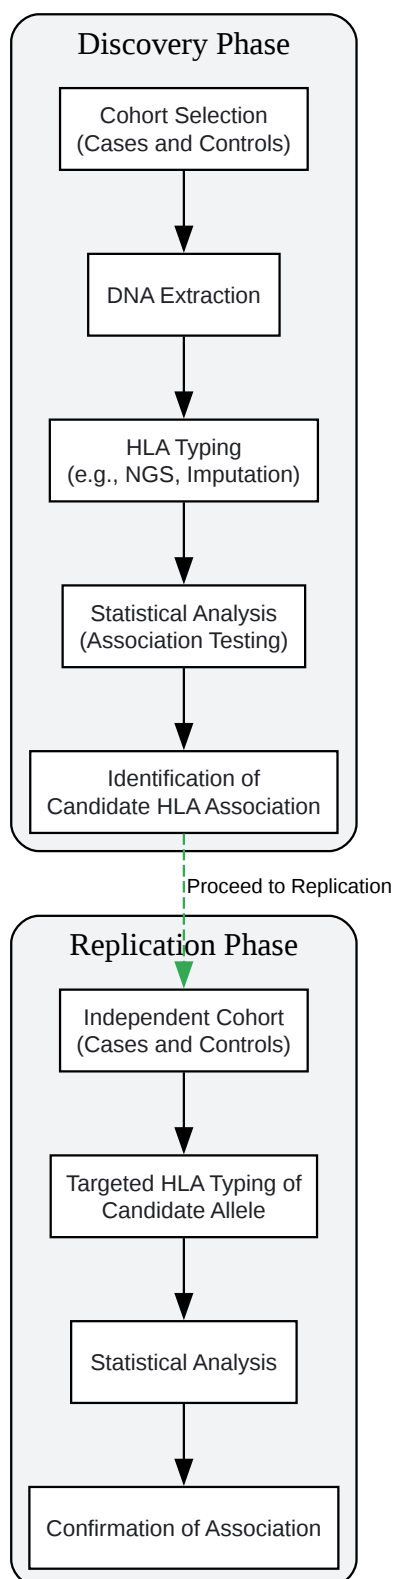 Discovery Phase
Cohort Selection
(Cases and Controls)
DNA Extraction
HLA Typing
(e.g., NGS, Imputation)
Statistical Analysis
(Association Testing)
Identification of
Candidate HLA Association
Proceed to Replication
Replication Phase
Independent Cohort
(Cases and Controls)
Targeted HLA Typing of
Candidate Allele
Statistical Analysis
Confirmation of Association